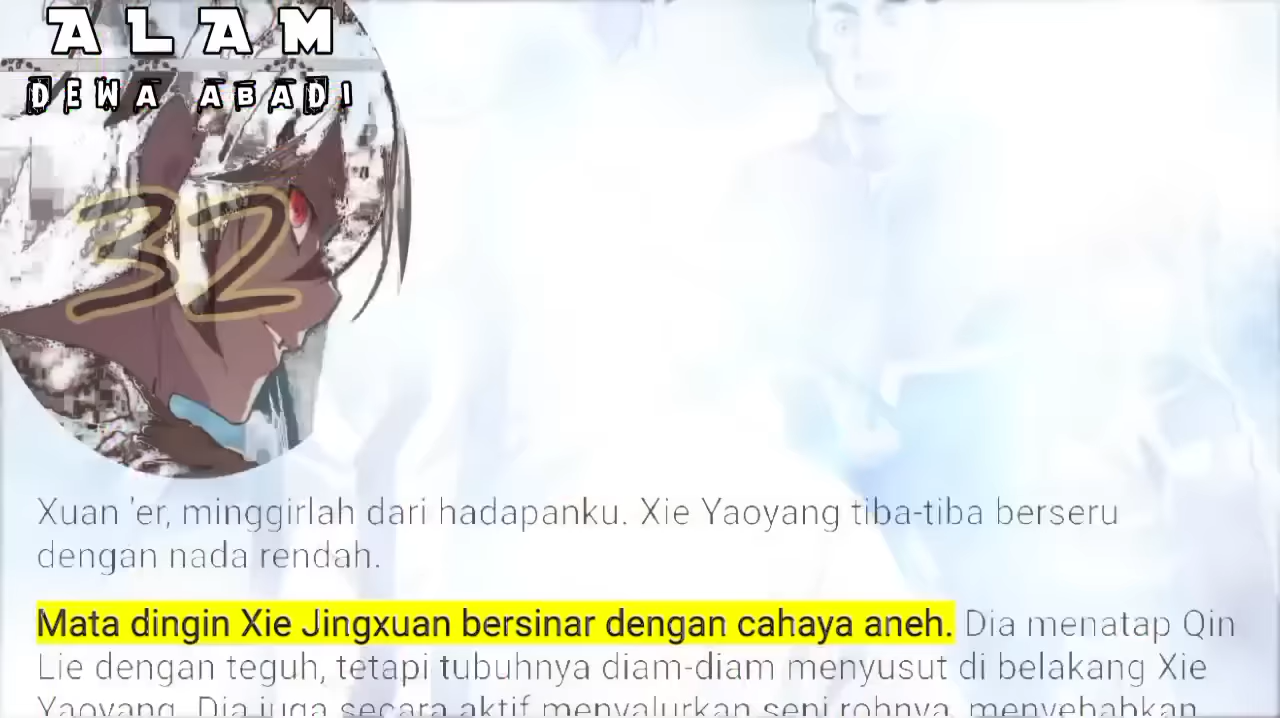 ALAM
DEWA ABADI
32
Xuan 'er, minggirlah dari hadapanku. Xie Yaoyang tiba-tiba berseru
dengan nada rendah.
Mata dingin Xie Jingxuan bersinar dengan cahaya aneh. Dia menatap Qin
Lie dengan teguh, tetapi tubuhnya diam-diam menyusut di belakang Xie
Yaoyang. Dia juga secara aktif menyalurkan seni rohnya, menyebabkan